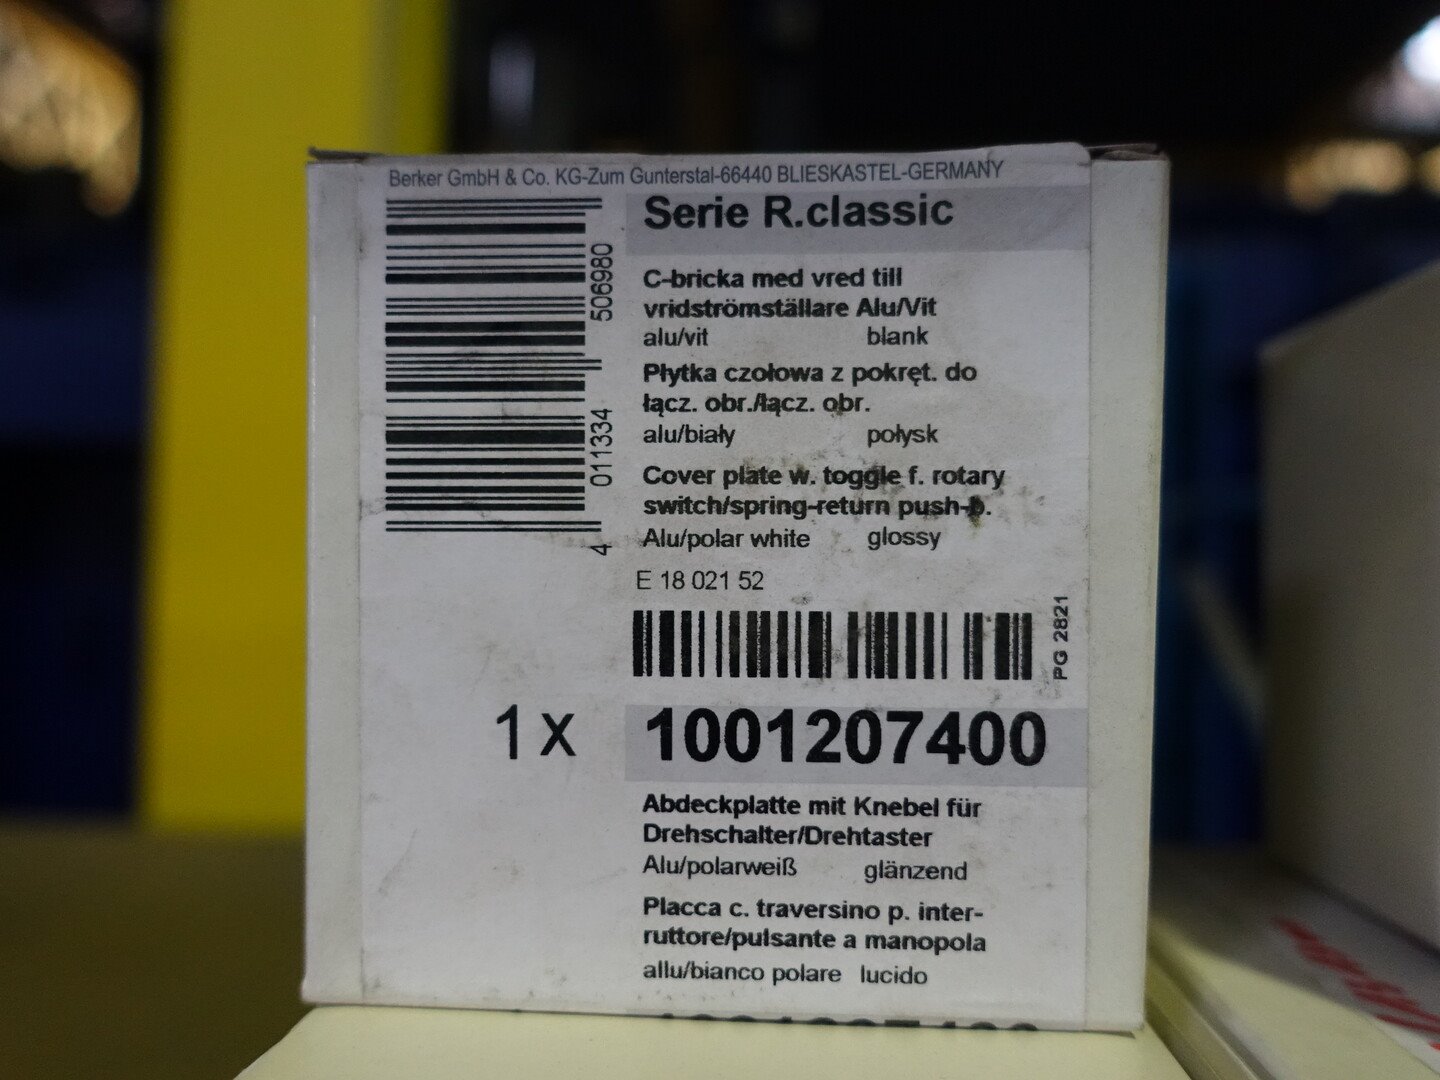 Berker GmbH & Co. KG-Zum Gunterstal-66440 BLIESKASTEL-GERMANY
Serie R.classic
4 011334 506980
C-bricka med vred till
vridströmställare Alu/Vit
alu/vit blank
Płytka czołowa z pokręt. do
łącz. obr./łącz. obr.
alu/biały połysk
Cover plate w. toggle f. rotary
switch/spring-return push-b.
Alu/polar white glossy
E 18 021 52
PG 2821
1 x 1001207400
Abdeckplatte mit Knebel für
Drehschalter/Drehtaster
Alu/polarweiß glänzend
Placca c. traversino p. inter-
ruttore/pulsante a manopola
allu/bianco polare lucido